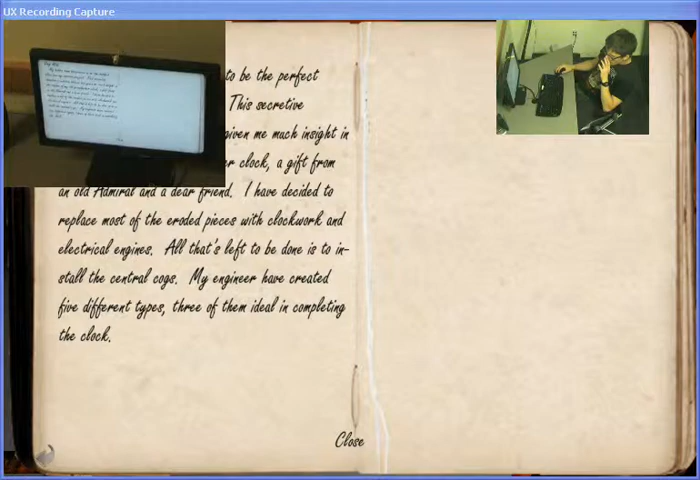 UX Recording Capture
to be the perfect
This secretive
given me much insight in
er clock, a gift from
an old Admiral and a dear friend. I have decided to
replace most of the eroded pieces with clockwork and
electrical engines. All that's left to be done is to in-
stall the central cogs. My engineer have created
five different types, three of them ideal in completing
the clock.
Close